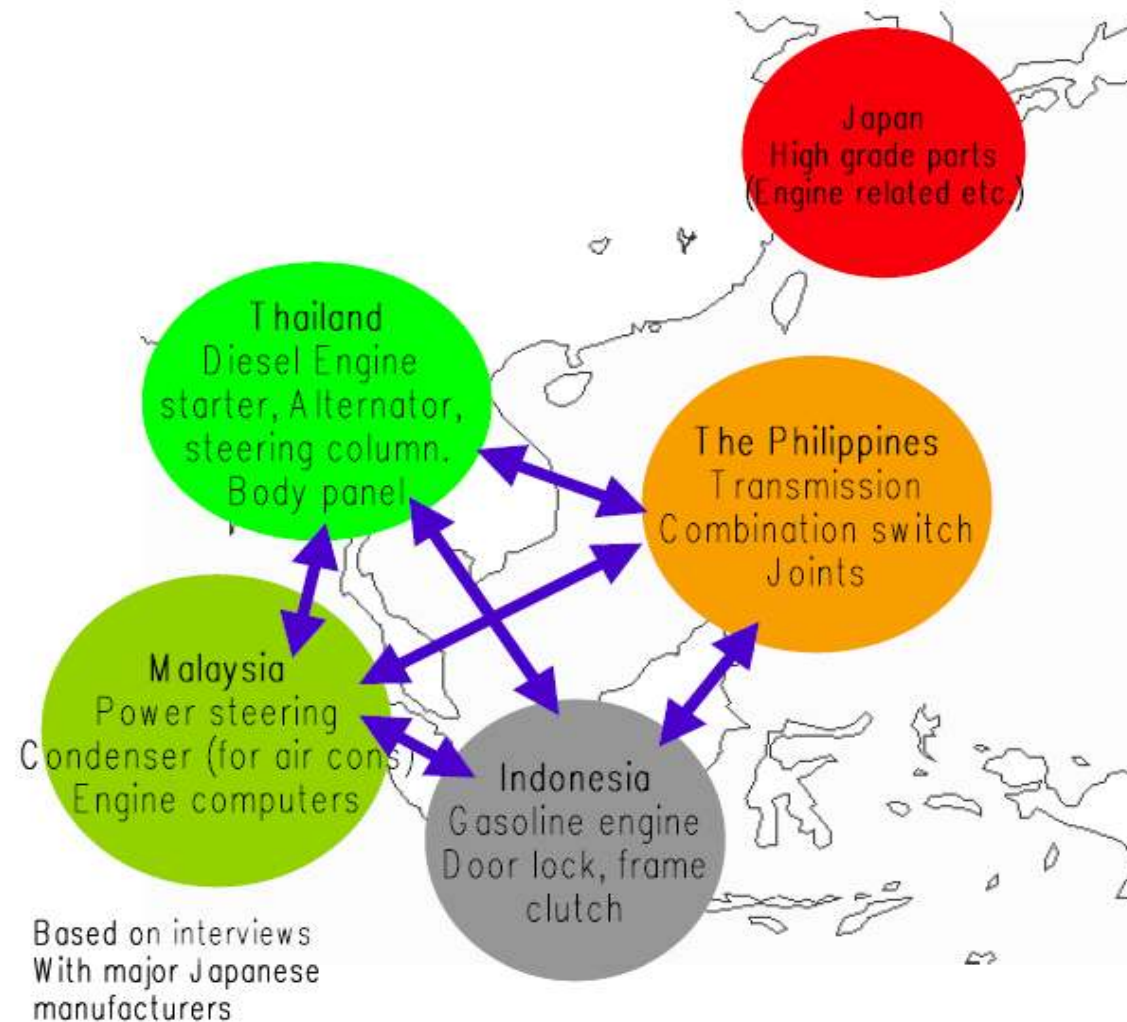 Japan
High grade parts
(Engine related etc.)
Thailand
Diesel Engine
starter, Alternator,
steering column.
Body panel
The Philippines
Transmission
Combination switch
Joints
Malaysia
Power steering
Condenser (for air cons)
Engine computers
Indonesia
Gasoline engine
Door lock, frame
clutch
Based on interviews
With major Japanese
manufacturers